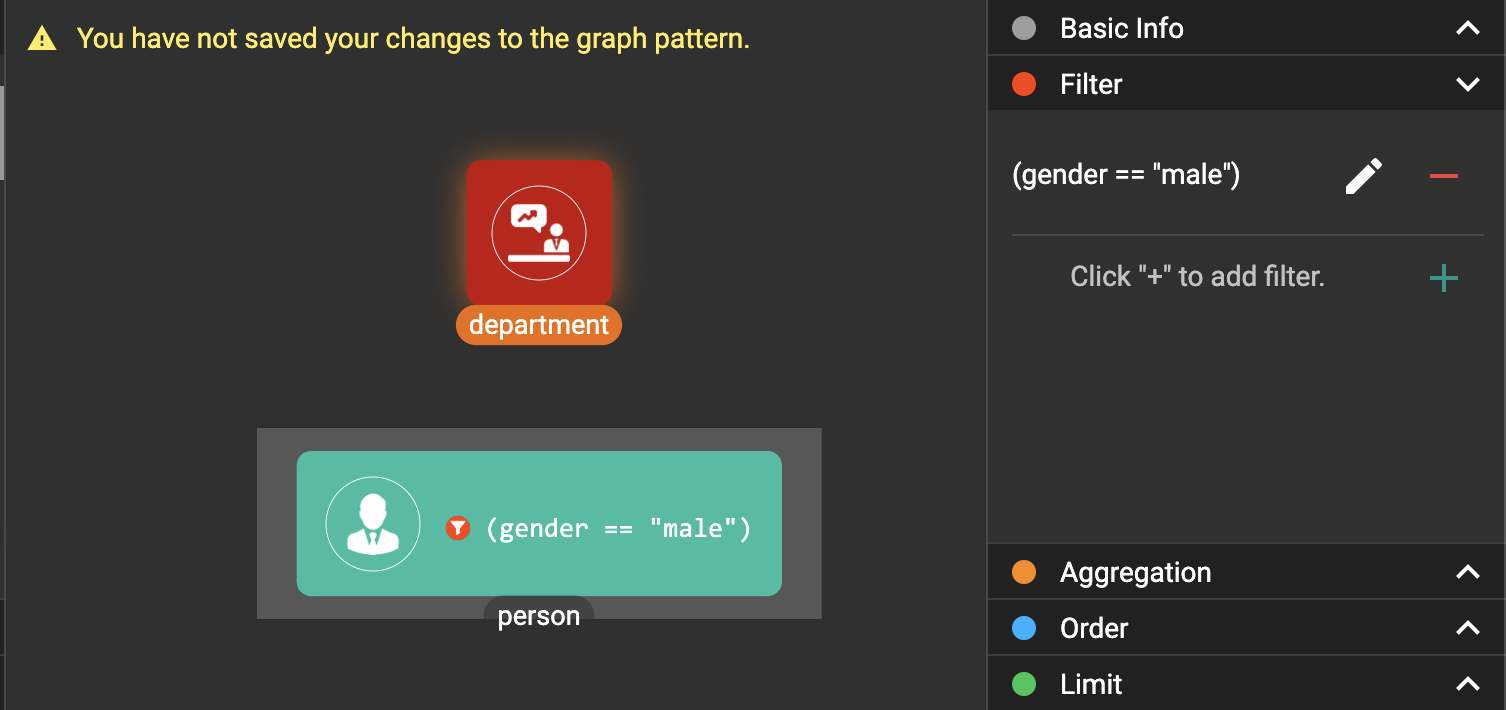 You have not saved your changes to the graph pattern.
department
(gender == "male")
person
Basic Info
Filter
(gender == "male")
Click "+" to add filter.
Aggregation
Order
Limit